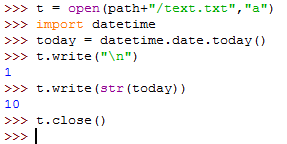 >>> t = open(path+"/text.txt","a")
>>> import datetime
>>> today = datetime.date.today()
>>> t.write("\n")
1
>>> t.write(str(today))
10
>>> t.close()
>>>